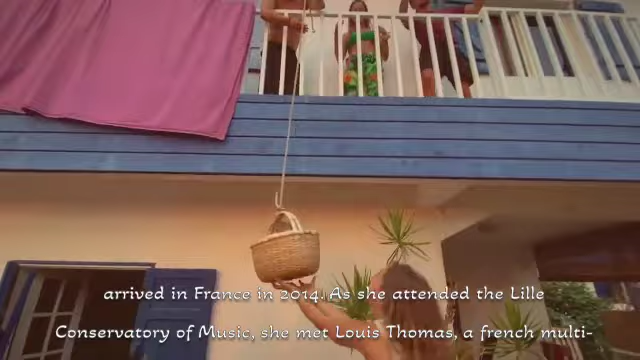 arrived in France in 2014. As she attended the Lille
Conservatory of Music, she met Louis Thomas, a french multi-